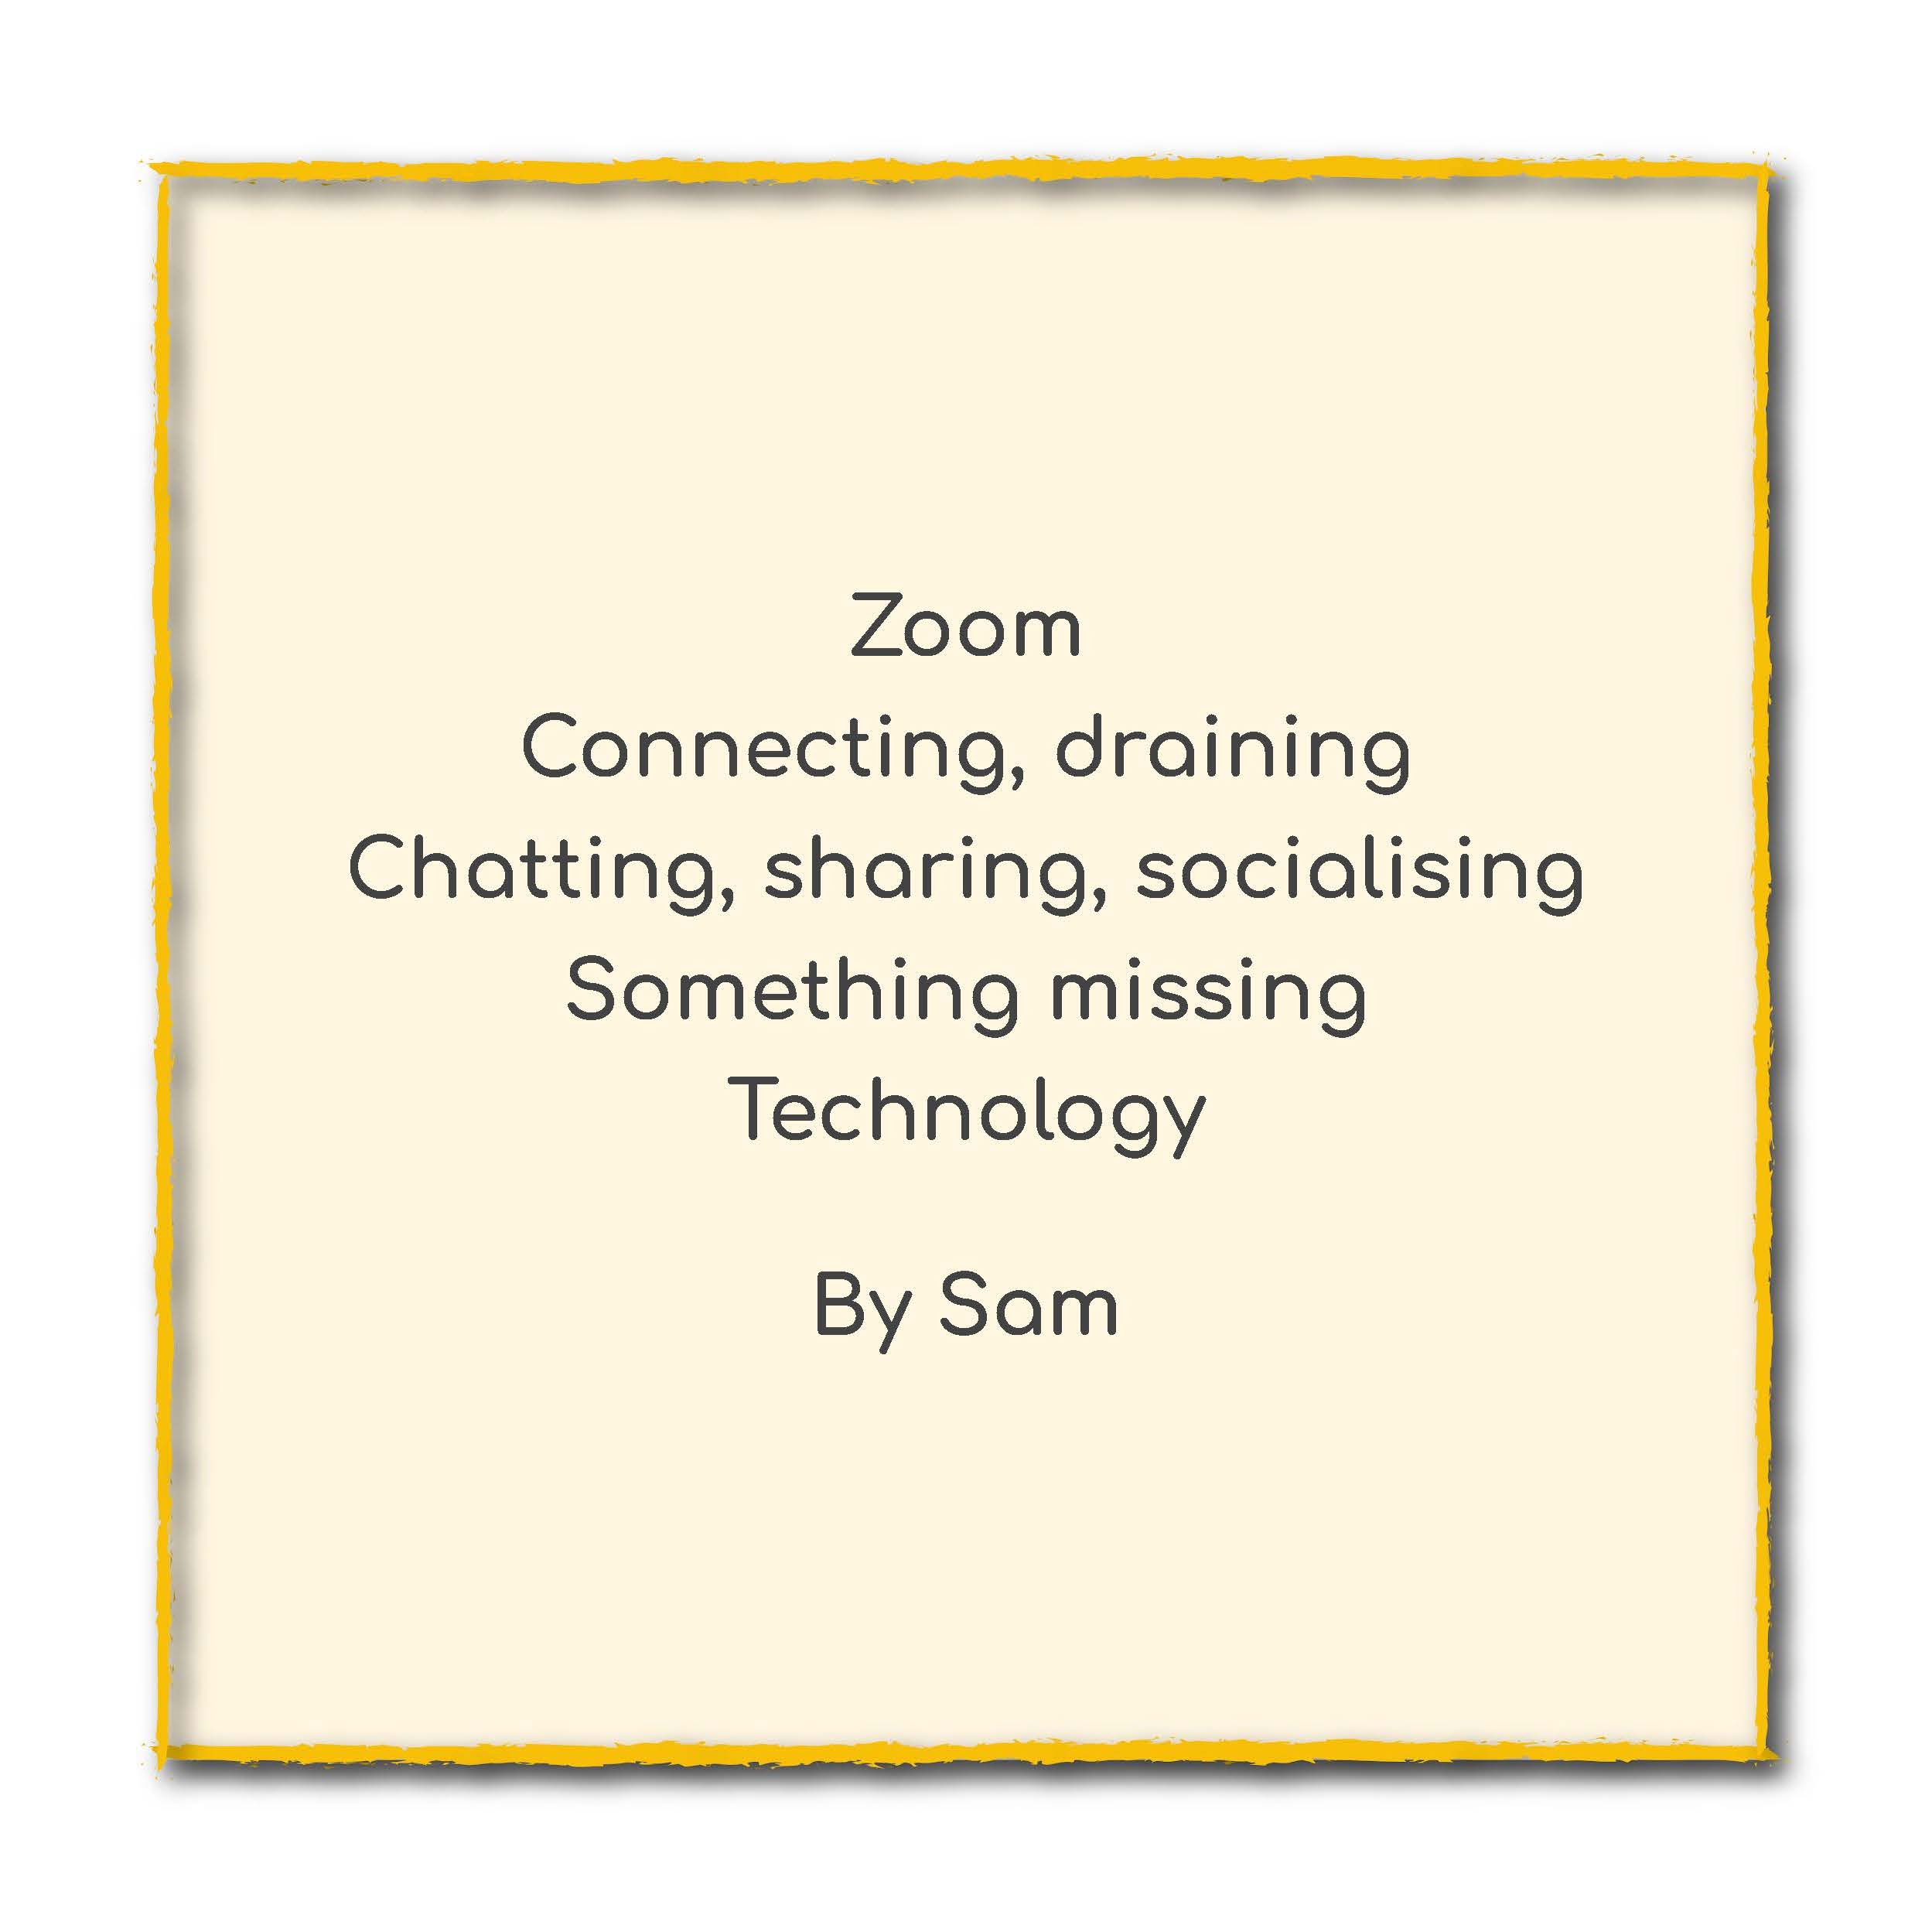 Zoom
Connecting, draining
Chatting, sharing, socialising
Something missing
Technology
By Sam